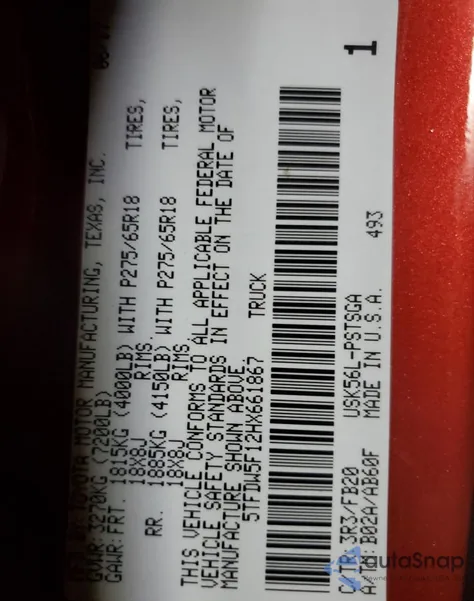 MFD. BY: TOYOTA MOTOR MANUFACTURING, TEXAS, INC.
GVWR: 3270KG (7200LB)
GAWR: FRT. 1815KG (4000LB) WITH P275/65R18 TIRES,
18X8J RIMS.
RR. 1885KG (4150LB) WITH P275/65R18 TIRES,
18X8J RIMS.
THIS VEHICLE CONFORMS TO ALL APPLICABLE FEDERAL MOTOR
VEHICLE SAFETY STANDARDS IN EFFECT ON THE DATE OF
MANUFACTURE SHOWN ABOVE.
5TFDW5F12HX661867 TRUCK
1
C/TR: 3R3/FB20 USK56L-PSTSGA
A/TM: B02A/AB60F MADE IN U.S.A. 493
autoSnap